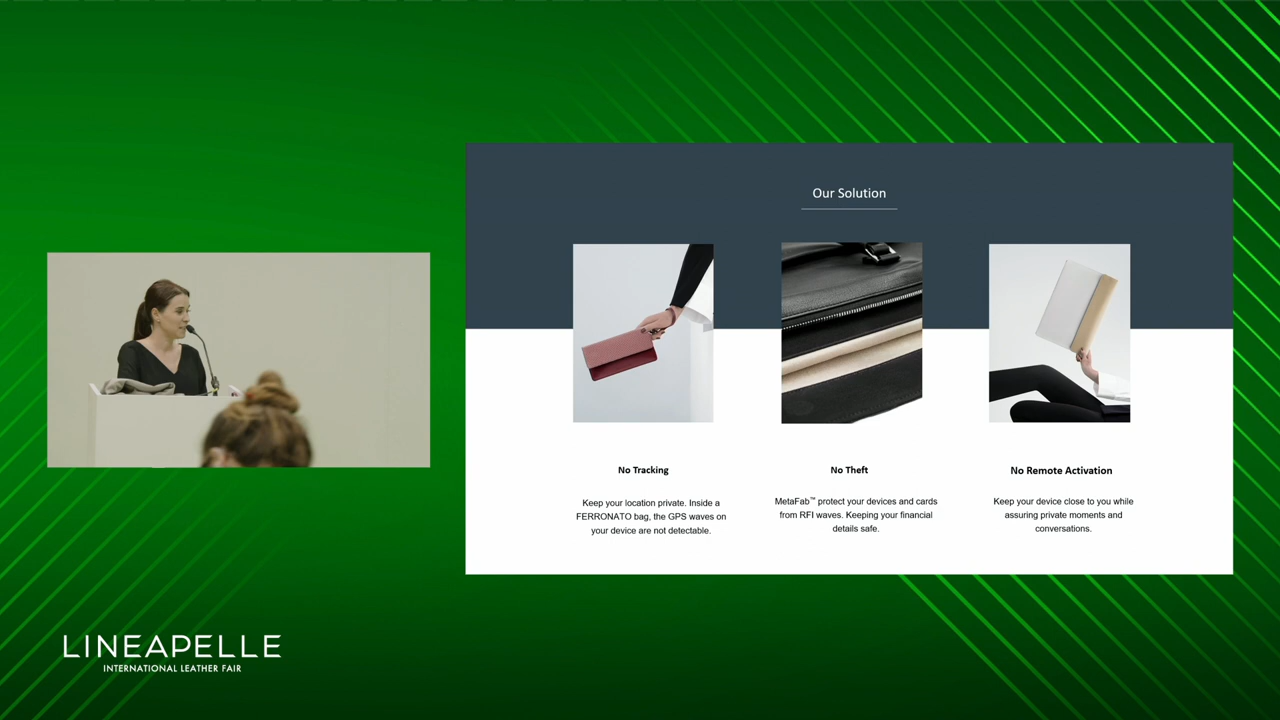 Our Solution
No Tracking
Keep your location private. Inside a
FERRONATO bag, the GPS waves on
your device are not detectable.
No Theft
MetaFab™ protect your devices and cards
from RFI waves. Keeping your financial
details safe.
No Remote Activation
Keep your device close to you while
assuring private moments and
conversations.
LINEAPELLE
INTERNATIONAL LEATHER FAIR